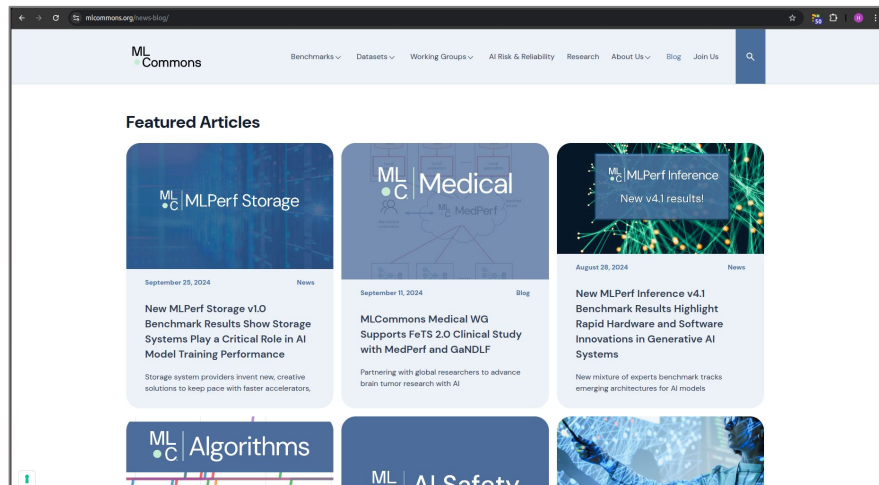 mlcommons.org/news-blog/
ML
Commons
Benchmarks
Datasets
Working Groups
AI Risk & Reliability
Research
About Us
Blog
Join Us
Featured Articles
ML C MLPerf Storage
September 25, 2024 News
New MLPerf Storage v1.0
Benchmark Results Show Storage
Systems Play a Critical Role in AI
Model Training Performance
Storage system providers invent new, creative
solutions to keep pace with faster accelerators,
ML C Medical
ML C MedPerf
September 11, 2024 Blog
MLCommons Medical WG
Supports FeTS 2.0 Clinical Study
with MedPerf and GaNDLF
Partnering with global researchers to advance
brain tumor research with AI
ML C MLPerf Inference
New v4.1 results!
August 28, 2024 News
New MLPerf Inference v4.1
Benchmark Results Highlight
Rapid Hardware and Software
Innovations in Generative AI
Systems
New mixture of experts benchmark tracks
emerging architectures for AI models
ML C Algorithms
ML AI Safety